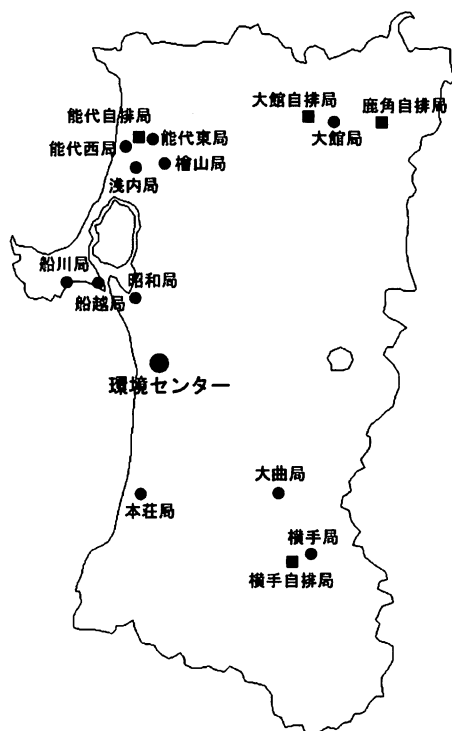 大館自排局
鹿角自排局
能代自排局
大館局
能代東局
能代西局
檜山局
浅内局
船川局
昭和局
船越局
環境センター
大曲局
本荘局
横手局
横手自排局